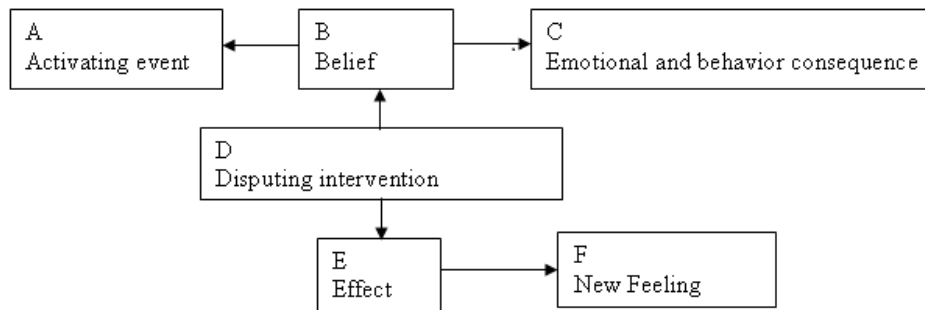 A
Activating event
B
Belief
C
Emotional and behavior consequence
D
Disputing intervention
E
Effect
F
New Feeling